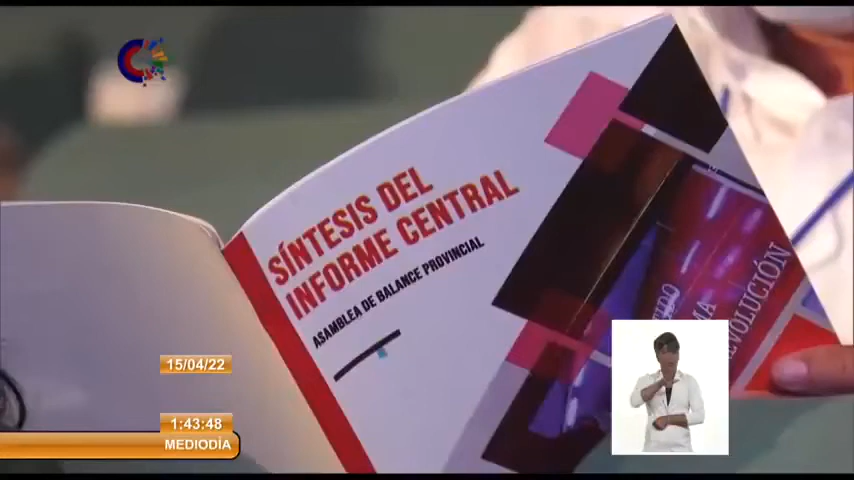 SÍNTESIS DEL
INFORME CENTRAL
ASAMBLEA DE BALANCE PROVINCIAL
REVOLUCIÓN
15/04/22
1:43:48
MEDIODÍA